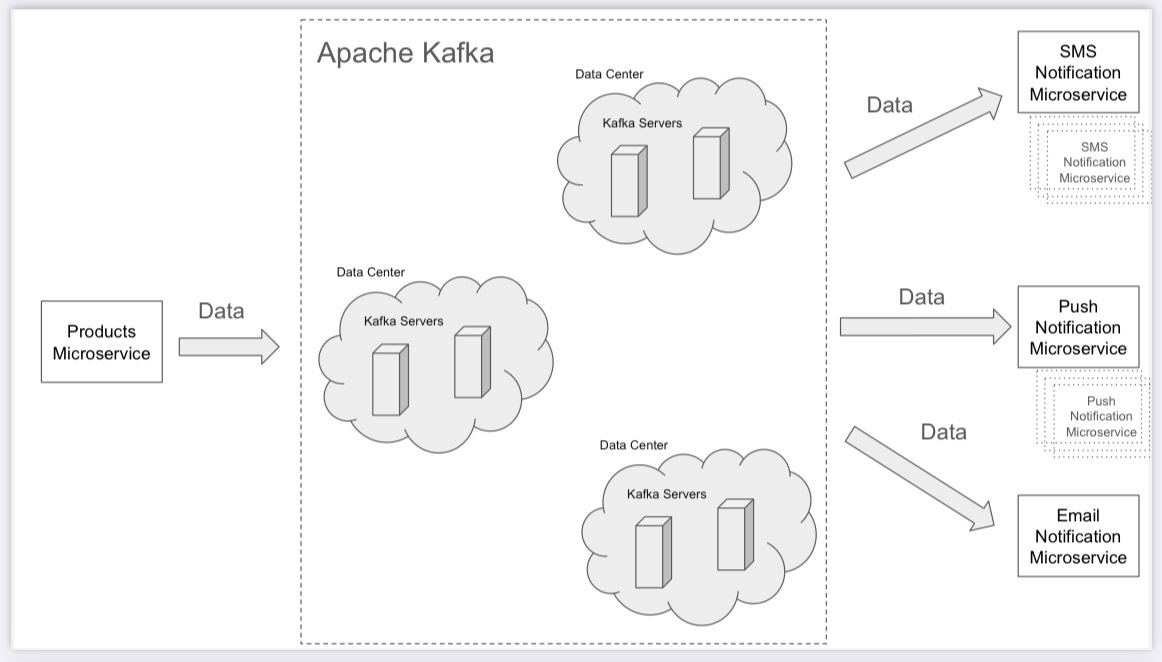 Apache Kafka
Data Center
Kafka Servers
Data Center
Kafka Servers
Data Center
Kafka Servers
Products
Microservice
Data
Data
Data
Data
SMS
Notification
Microservice
SMS
Notification
Microservice
Push
Notification
Microservice
Push
Notification
Microservice
Email
Notification
Microservice